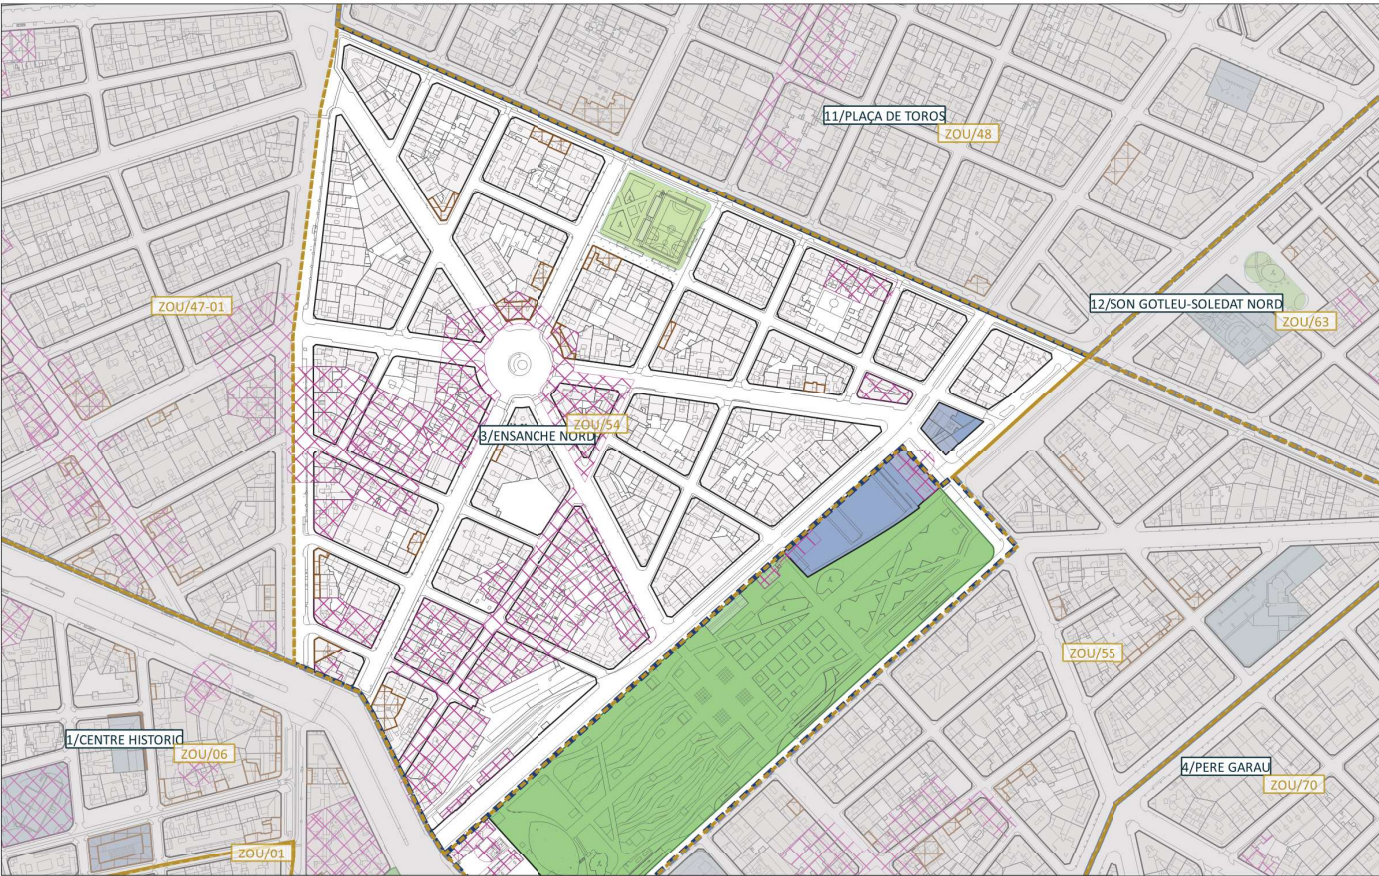 11/PLAÇA DE TOROS
ZOU/48
12/SON GOTLEU-SOLEDAT NORD
ZOU/63
ZOU/47-01
ZOU/54
3/ENSANCHE NORD
ZOU/55
1/CENTRE HISTORIC
ZOU/06
4/PERE GARAU
ZOU/70
ZOU/01